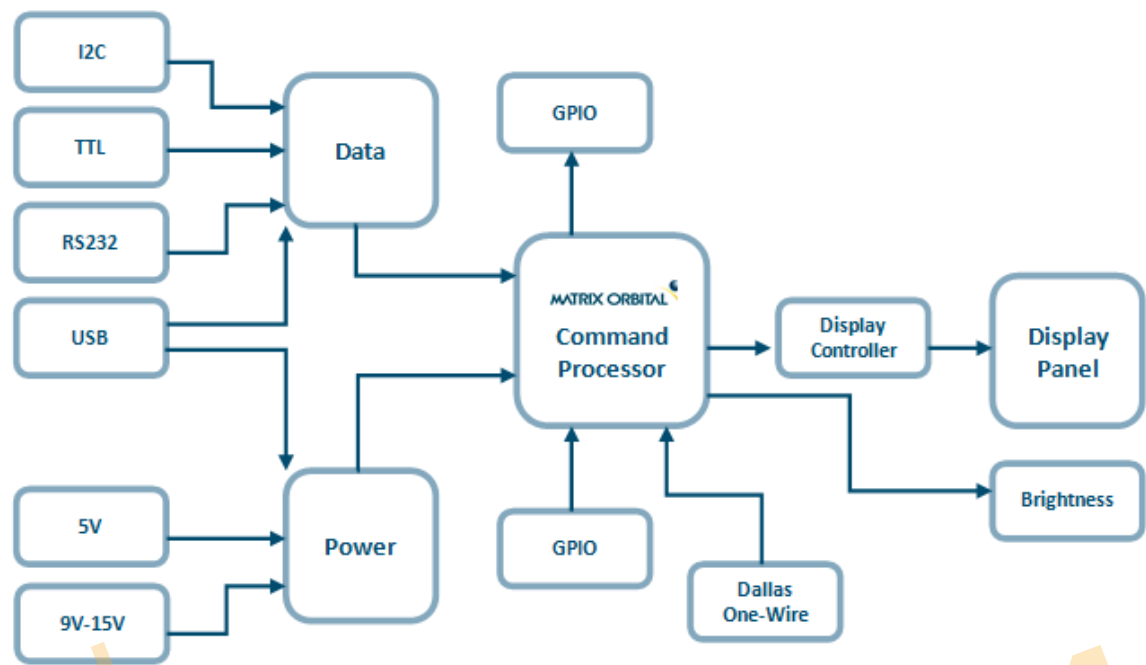 I2C
TTL
RS232
USB
Data
GPIO
MATRIX ORBITAL
Command
Processor
Display
Controller
Display
Panel
Brightness
5V
9V-15V
Power
GPIO
Dallas
One-Wire